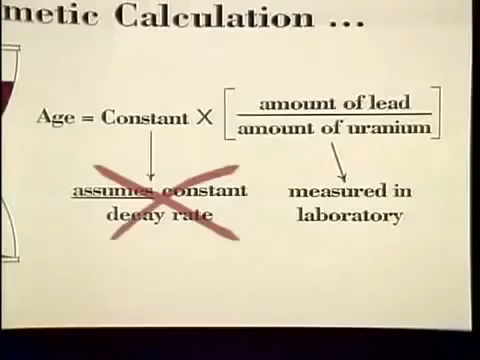 metic Calculation ...
Age = Constant X [ amount of lead
amount of uranium ]
assumes constant
decay rate
measured in
laboratory